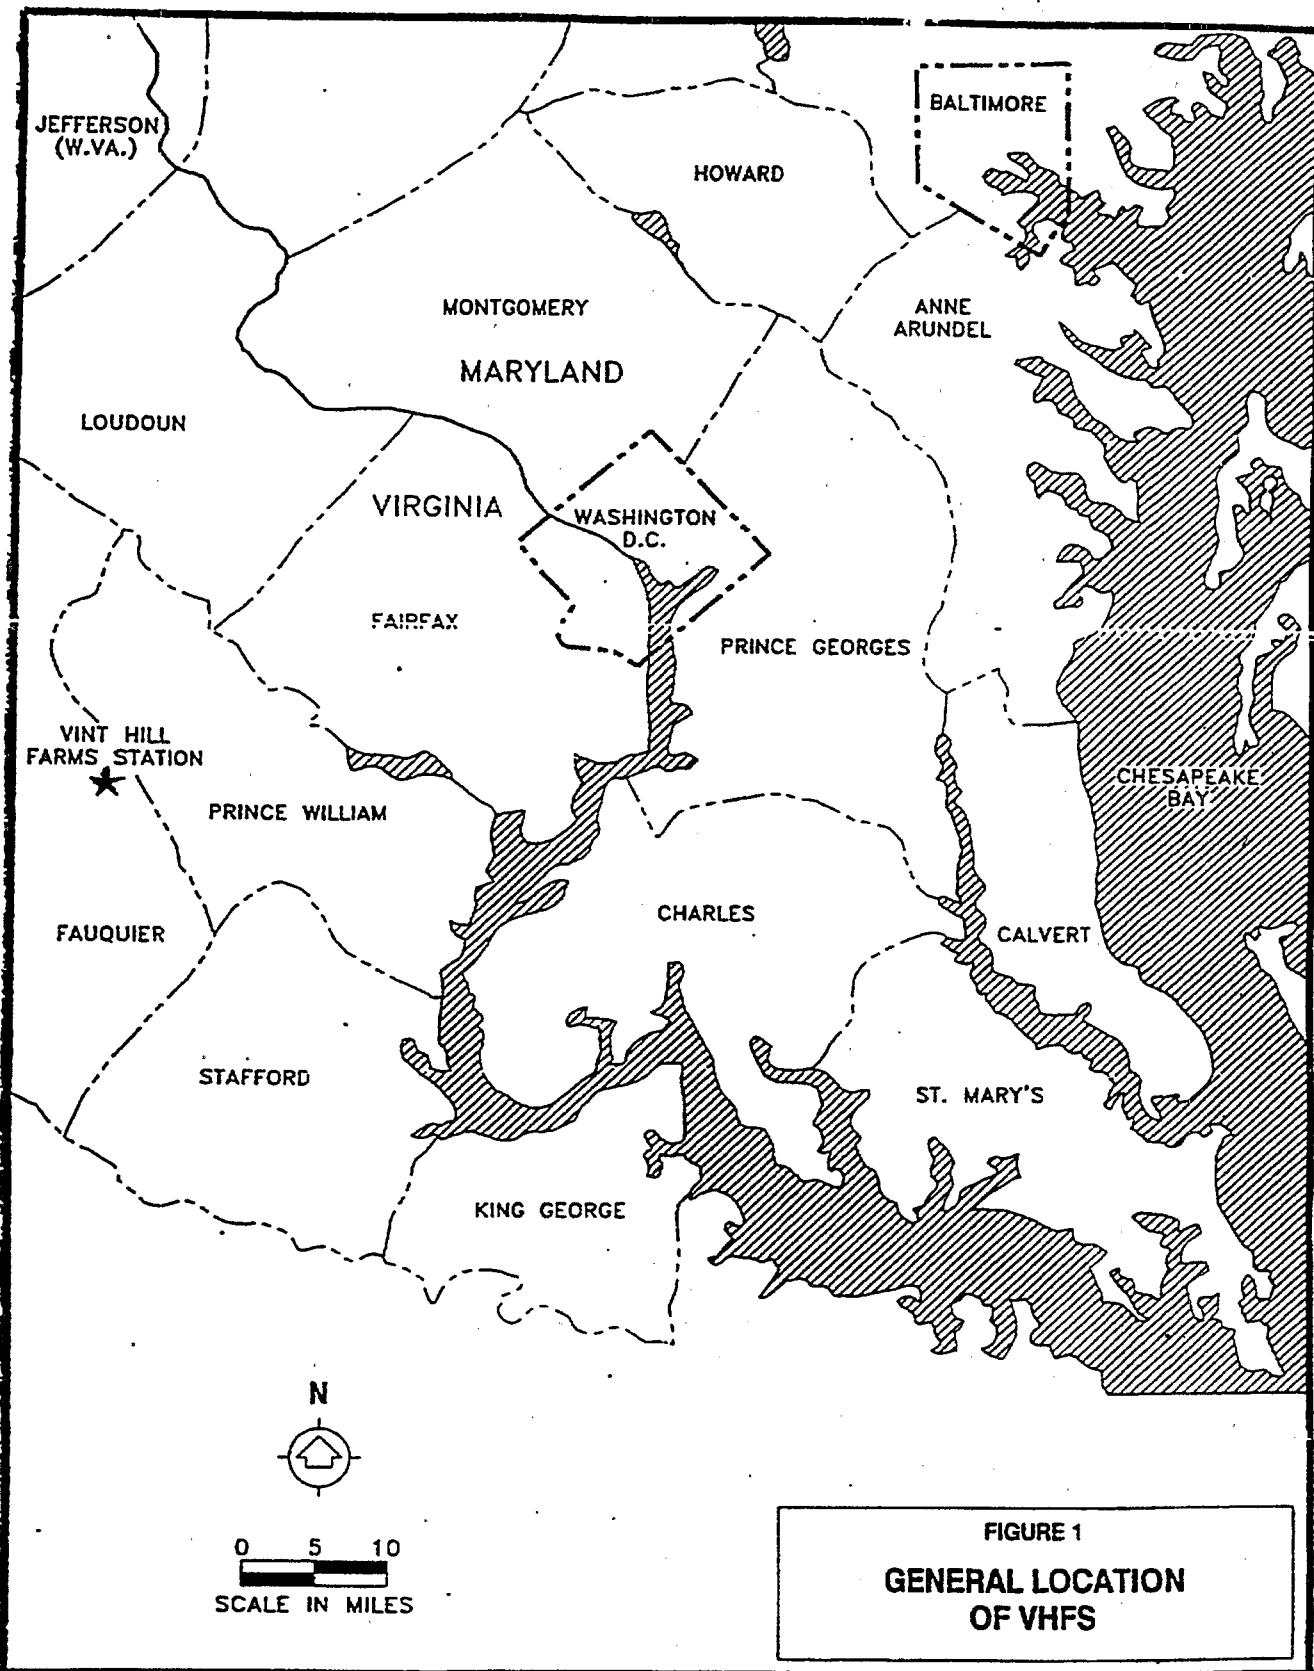 BALTIMORE
JEFFERSON
(W.VA.)
HOWARD
MONTGOMERY
ANNE
ARUNDEL
MARYLAND
LOUDOUN
VIRGINIA
WASHINGTON
D.C.
FAIRFAX
PRINCE GEORGES
VINT HILL
FARMS STATION
CHESAPEAKE
BAY
PRINCE WILLIAM
CHARLES
FAUQUIER
CALVERT
STAFFORD
ST. MARY'S
KING GEORGE
N
0 5 10
SCALE IN MILES
FIGURE 1
GENERAL LOCATION
OF VHFS